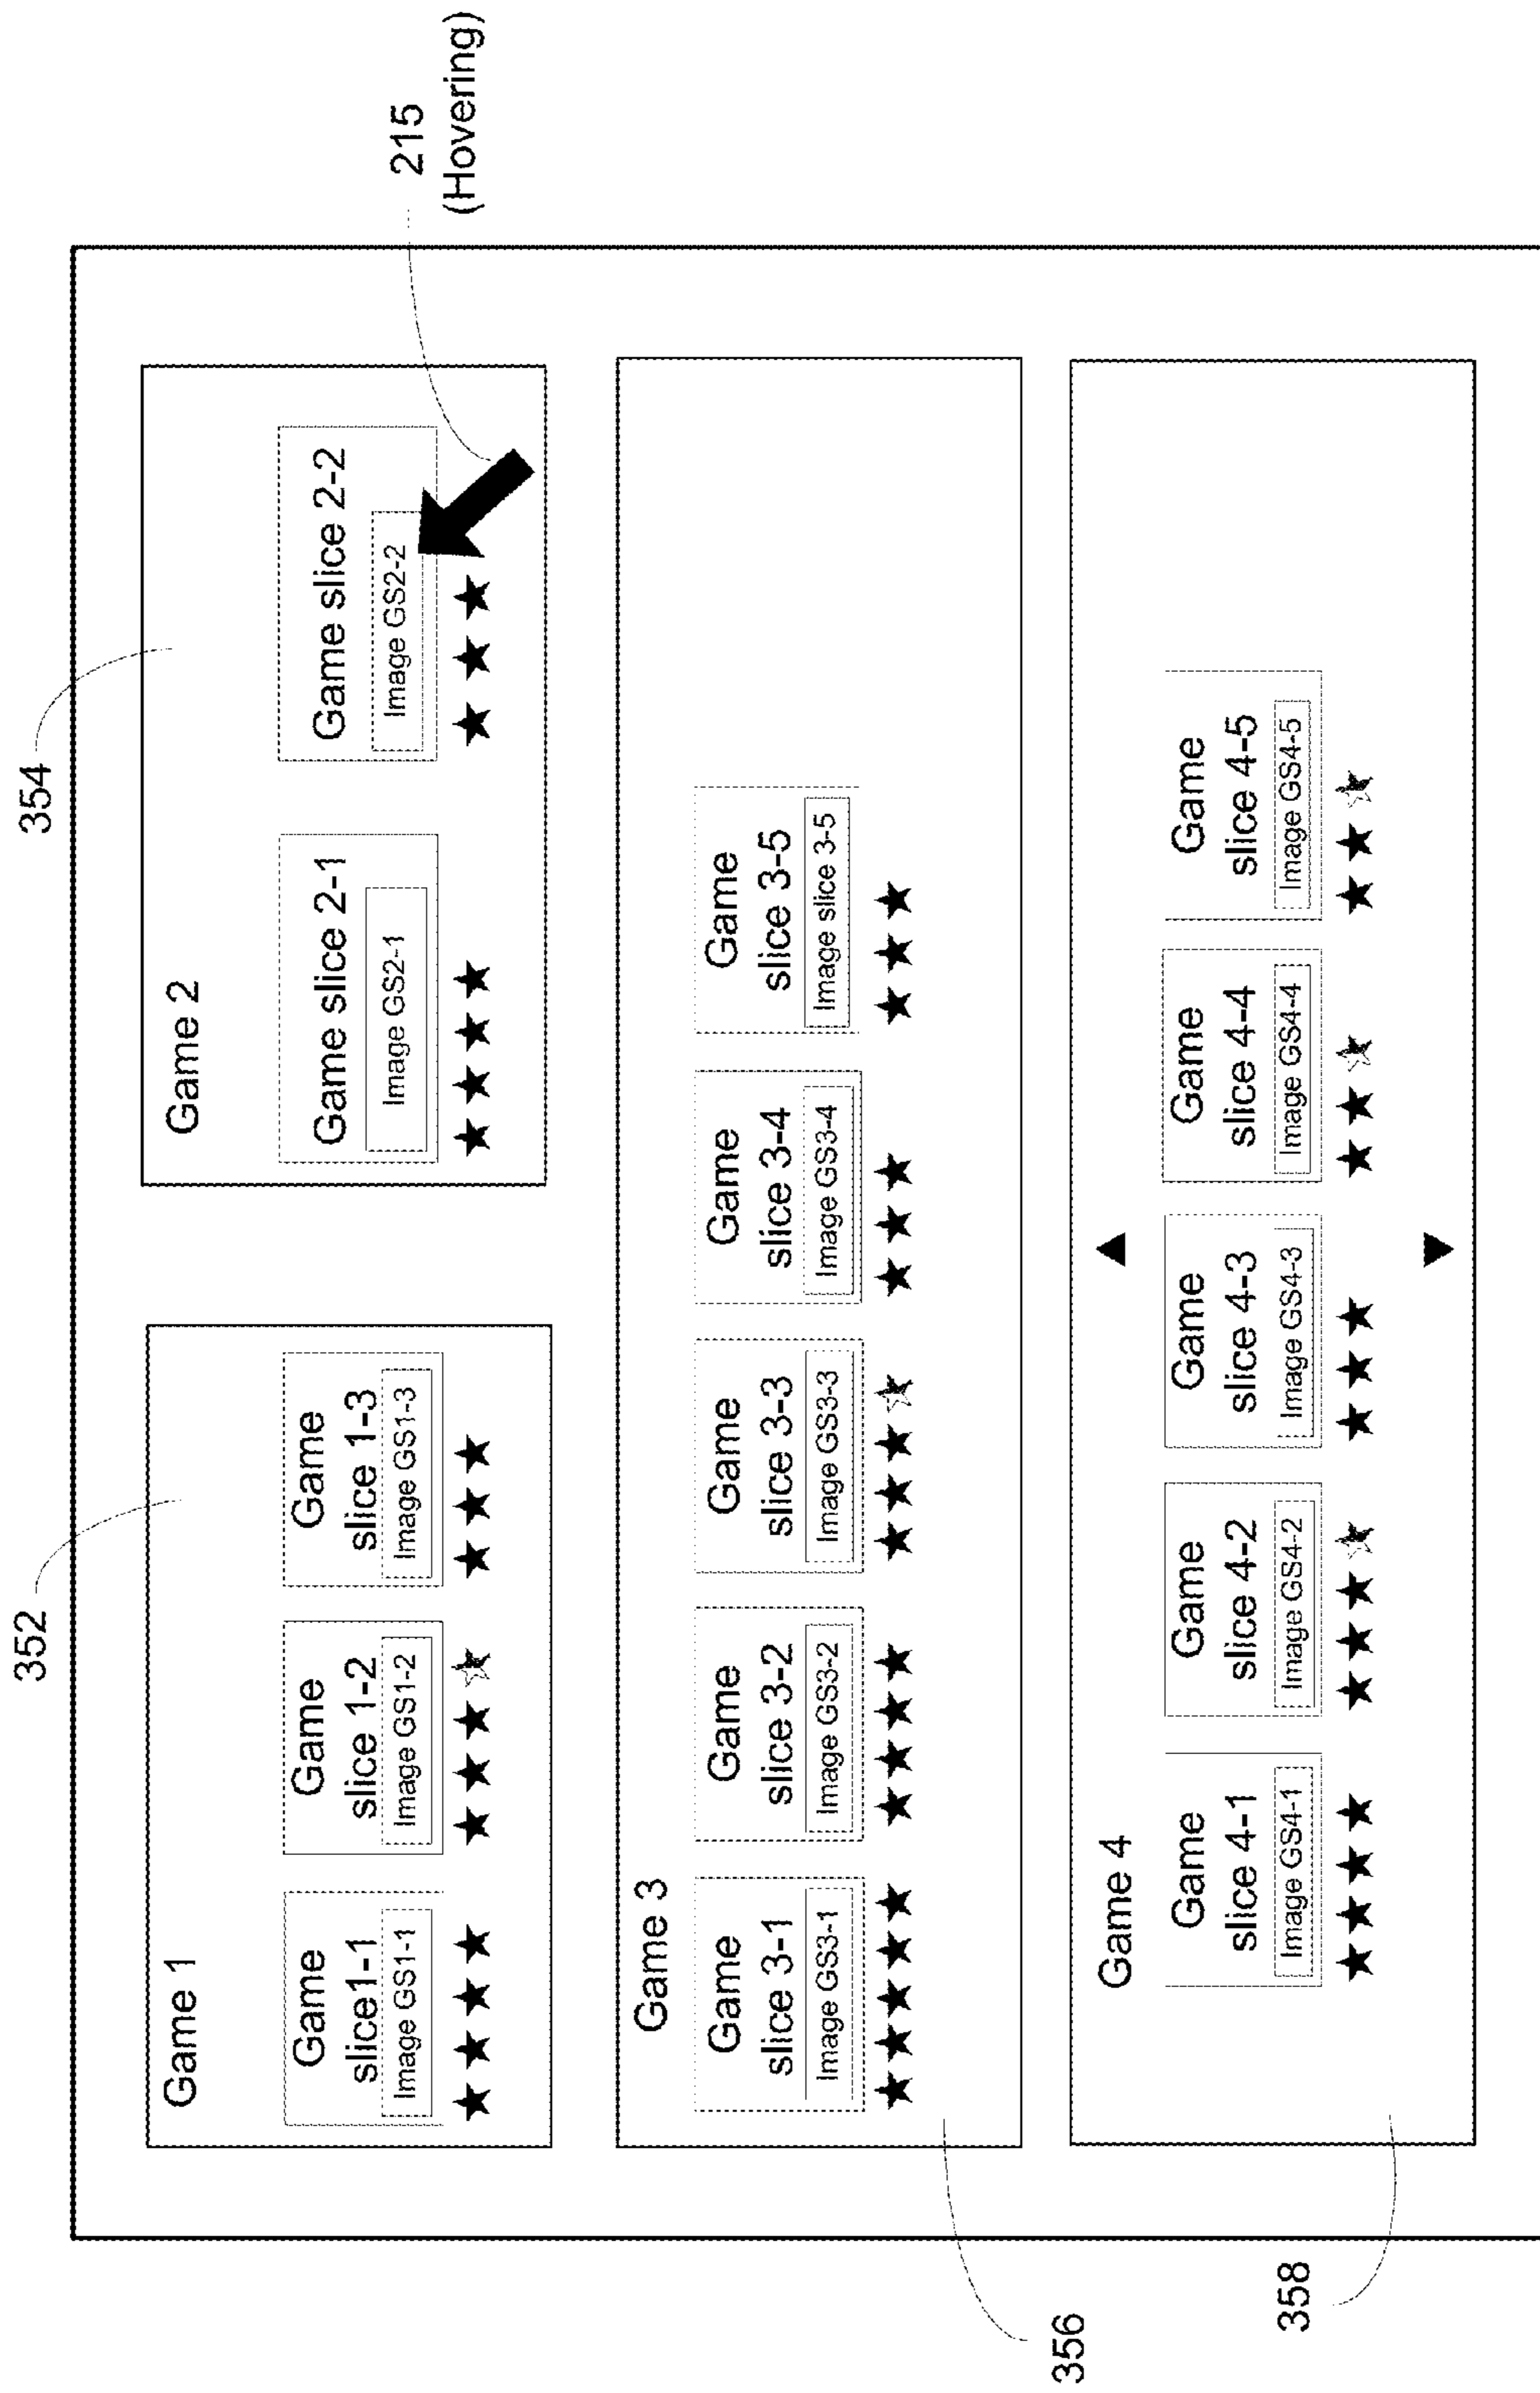 352
354
215
(Hovering)
Game 1
Game
slice1-1
Image GS1-1
Game
slice 1-2
Image GS1-2
Game
slice 1-3
Image GS1-3
Game 2
Game slice 2-1
Image GS2-1
Game slice 2-2
Image GS2-2
Game 3
Game
slice 3-1
Image GS3-1
Game
slice 3-2
Image GS3-2
Game
slice 3-3
Image GS3-3
Game
slice 3-4
Image GS3-4
Game
slice 3-5
Image slice 3-5
356
Game 4
Game
slice 4-1
Image GS4-1
Game
slice 4-2
Image GS4-2
Game
slice 4-3
Image GS4-3
Game
slice 4-4
Image GS4-4
Game
slice 4-5
Image GS4-5
358